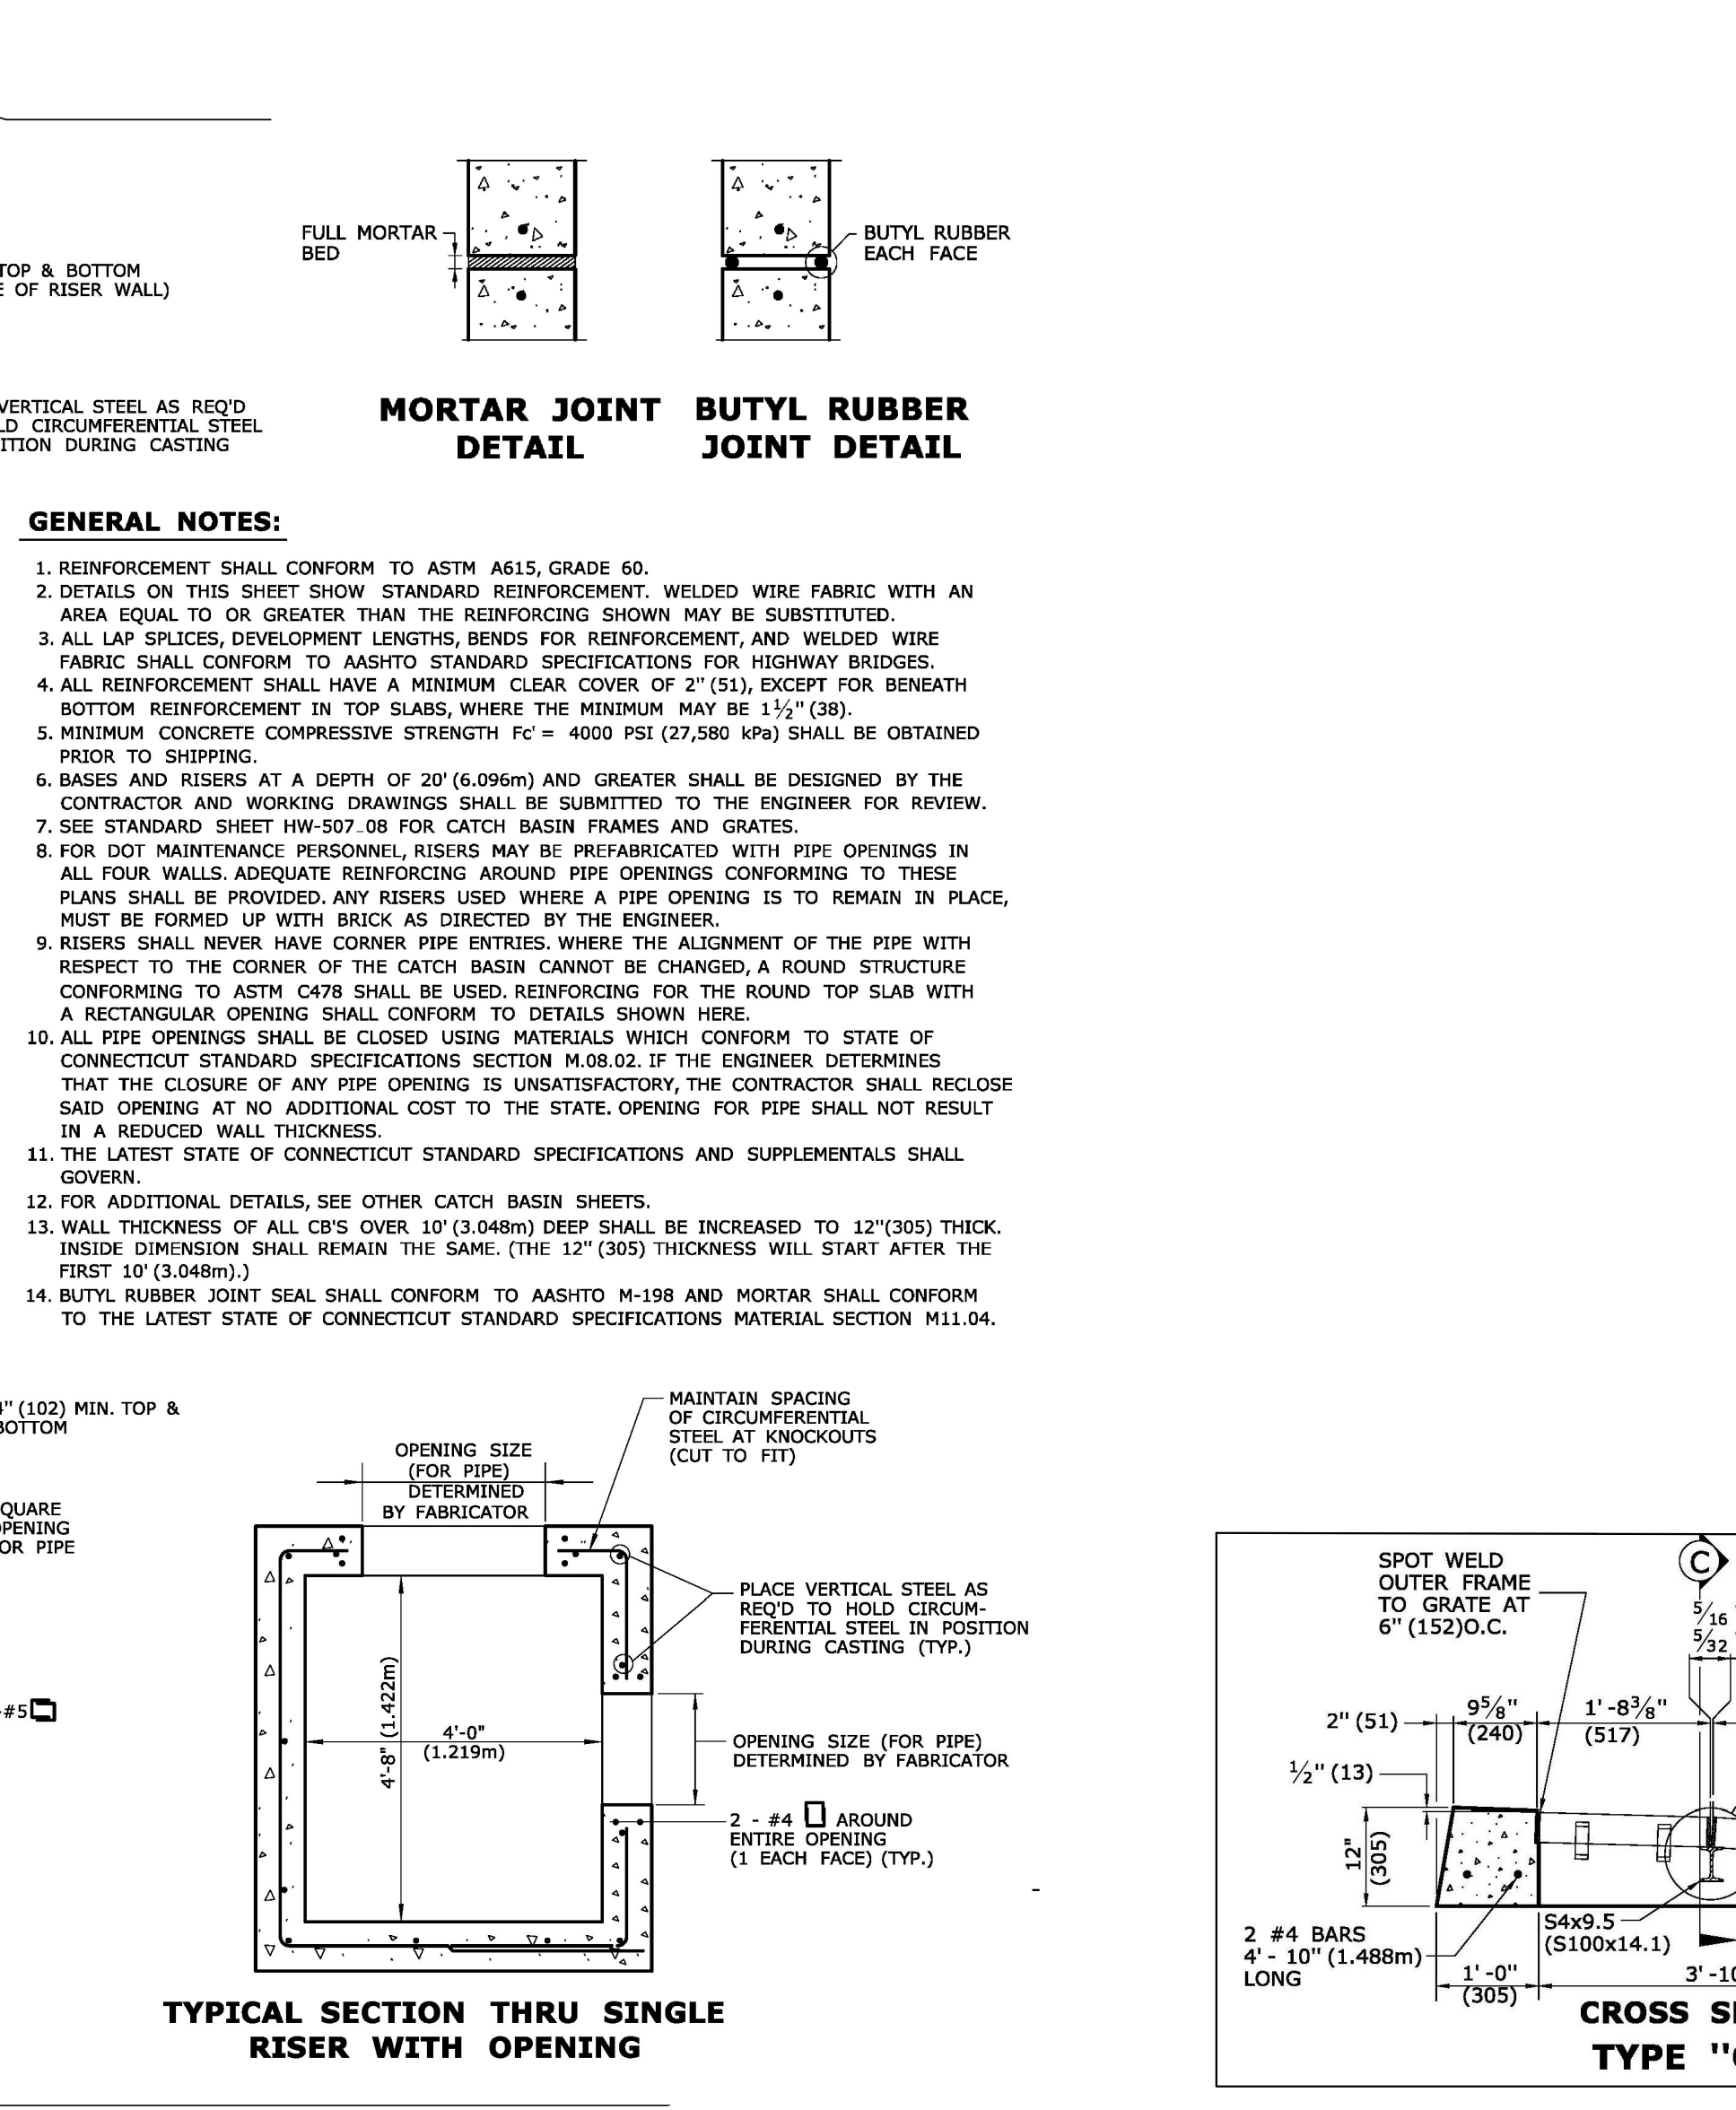 FULL MORTAR
BED
BUTYL RUBBER
EACH FACE
TOP & BOTTOM
OF RISER WALL)
VERTICAL STEEL AS REQ'D
CIRCUMFERENTIAL STEEL
DURING CASTING
MORTAR JOINT
DETAIL
BUTYL RUBBER
JOINT DETAIL
GENERAL NOTES:
1. REINFORCEMENT SHALL CONFORM TO ASTM A615, GRADE 60.
2. DETAILS ON THIS SHEET SHOW STANDARD REINFORCEMENT. WELDED WIRE FABRIC WITH AN
AREA EQUAL TO OR GREATER THAN THE REINFORCING SHOWN MAY BE SUBSTITUTED.
3. ALL LAP SPLICES, DEVELOPMENT LENGTHS, BENDS FOR REINFORCEMENT, AND WELDED WIRE
FABRIC SHALL CONFORM TO AASHTO STANDARD SPECIFICATIONS FOR HIGHWAY BRIDGES.
4. ALL REINFORCEMENT SHALL HAVE A MINIMUM CLEAR COVER OF 2" (51), EXCEPT FOR BENEATH
BOTTOM REINFORCEMENT IN TOP SLABS, WHERE THE MINIMUM MAY BE 1½" (38).
5. MINIMUM CONCRETE COMPRESSIVE STRENGTH Fc' = 4000 PSI (27,580 kPa) SHALL BE OBTAINED
PRIOR TO SHIPPING.
6. BASES AND RISERS AT A DEPTH OF 20' (6.096m) AND GREATER SHALL BE DESIGNED BY THE
CONTRACTOR AND WORKING DRAWINGS SHALL BE SUBMITTED TO THE ENGINEER FOR REVIEW.
7. SEE STANDARD SHEET HW-507_08 FOR CATCH BASIN FRAMES AND GRATES.
8. FOR DOT MAINTENANCE PERSONNEL, RISERS MAY BE PREFABRICATED WITH PIPE OPENINGS IN
ALL FOUR WALLS. ADEQUATE REINFORCING AROUND PIPE OPENINGS CONFORMING TO THESE
PLANS SHALL BE PROVIDED. ANY RISERS USED WHERE A PIPE OPENING IS TO REMAIN IN PLACE,
MUST BE FORMED UP WITH BRICK AS DIRECTED BY THE ENGINEER.
9. RISERS SHALL NEVER HAVE CORNER PIPE ENTRIES. WHERE THE ALIGNMENT OF THE PIPE WITH
RESPECT TO THE CORNER OF THE CATCH BASIN CANNOT BE CHANGED, A ROUND STRUCTURE
CONFORMING TO ASTM C478 SHALL BE USED. REINFORCING FOR THE ROUND TOP SLAB WITH
A RECTANGULAR OPENING SHALL CONFORM TO DETAILS SHOWN HERE.
10. ALL PIPE OPENINGS SHALL BE CLOSED USING MATERIALS WHICH CONFORM TO STATE OF
CONNECTICUT STANDARD SPECIFICATIONS SECTION M.08.02. IF THE ENGINEER DETERMINES
THAT THE CLOSURE OF ANY PIPE OPENING IS UNSATISFACTORY, THE CONTRACTOR SHALL RECLOSE
SAID OPENING AT NO ADDITIONAL COST TO THE STATE. OPENING FOR PIPE SHALL NOT RESULT
IN A REDUCED WALL THICKNESS.
11. THE LATEST STATE OF CONNECTICUT STANDARD SPECIFICATIONS AND SUPPLEMENTALS SHALL
GOVERN.
12. FOR ADDITIONAL DETAILS, SEE OTHER CATCH BASIN SHEETS.
13. WALL THICKNESS OF ALL CB'S OVER 10' (3.048m) DEEP SHALL BE INCREASED TO 12"(305) THICK.
INSIDE DIMENSION SHALL REMAIN THE SAME. (THE 12" (305) THICKNESS WILL START AFTER THE
FIRST 10' (3.048m).)
14. BUTYL RUBBER JOINT SEAL SHALL CONFORM TO AASHTO M-198 AND MORTAR SHALL CONFORM
TO THE LATEST STATE OF CONNECTICUT STANDARD SPECIFICATIONS MATERIAL SECTION M11.04.
4" (102) MIN. TOP &
BOTTOM
QUARE
OPENING
OR PIPE
#5
OPENING SIZE
(FOR PIPE)
DETERMINED
BY FABRICATOR
MAINTAIN SPACING
OF CIRCUMFERENTIAL
STEEL AT KNOCKOUTS
(CUT TO FIT)
PLACE VERTICAL STEEL AS
REQ'D TO HOLD CIRCUM-
FERENTIAL STEEL IN POSITION
DURING CASTING (TYP.)
4'-8" (1.422m)
4'-0"
(1.219m)
OPENING SIZE (FOR PIPE)
DETERMINED BY FABRICATOR
2 - #4 AROUND
ENTIRE OPENING
(1 EACH FACE) (TYP.)
TYPICAL SECTION THRU SINGLE
RISER WITH OPENING
SPOT WELD
OUTER FRAME
TO GRATE AT
6" (152)O.C.
C
5/16
5/32
2" (51)
9⅝"
(240)
1'-8⅜"
(517)
½" (13)
12"
(305)
S4x9.5
(S100x14.1)
2 #4 BARS
4' - 10" (1.488m)
LONG
1'-0"
(305)
3'-10
CROSS S
TYPE "